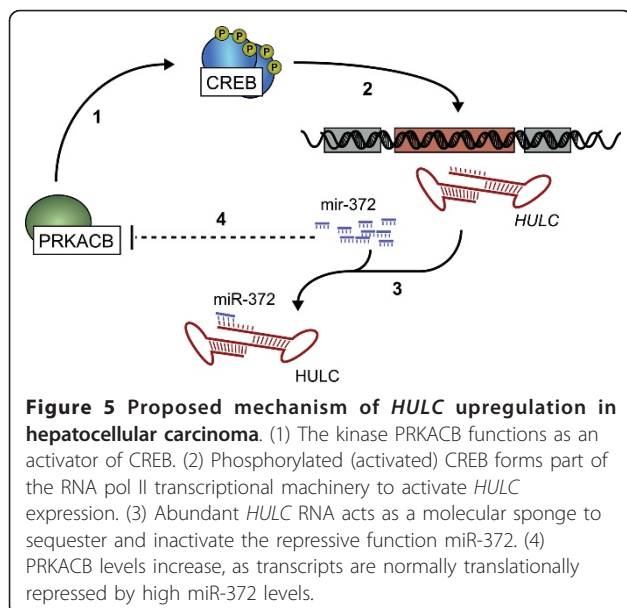 P P P P
CREB
1
2
PRKACB
4
mir-372
HULC
3
miR-372
HULC
Figure 5 Proposed mechanism of HULC upregulation in
hepatocellular carcinoma. (1) The kinase PRKACB functions as an
activator of CREB. (2) Phosphorylated (activated) CREB forms part of
the RNA pol II transcriptional machinery to activate HULC
expression. (3) Abundant HULC RNA acts as a molecular sponge to
sequester and inactivate the repressive function miR-372. (4)
PRKACB levels increase, as transcripts are normally translationally
repressed by high miR-372 levels.